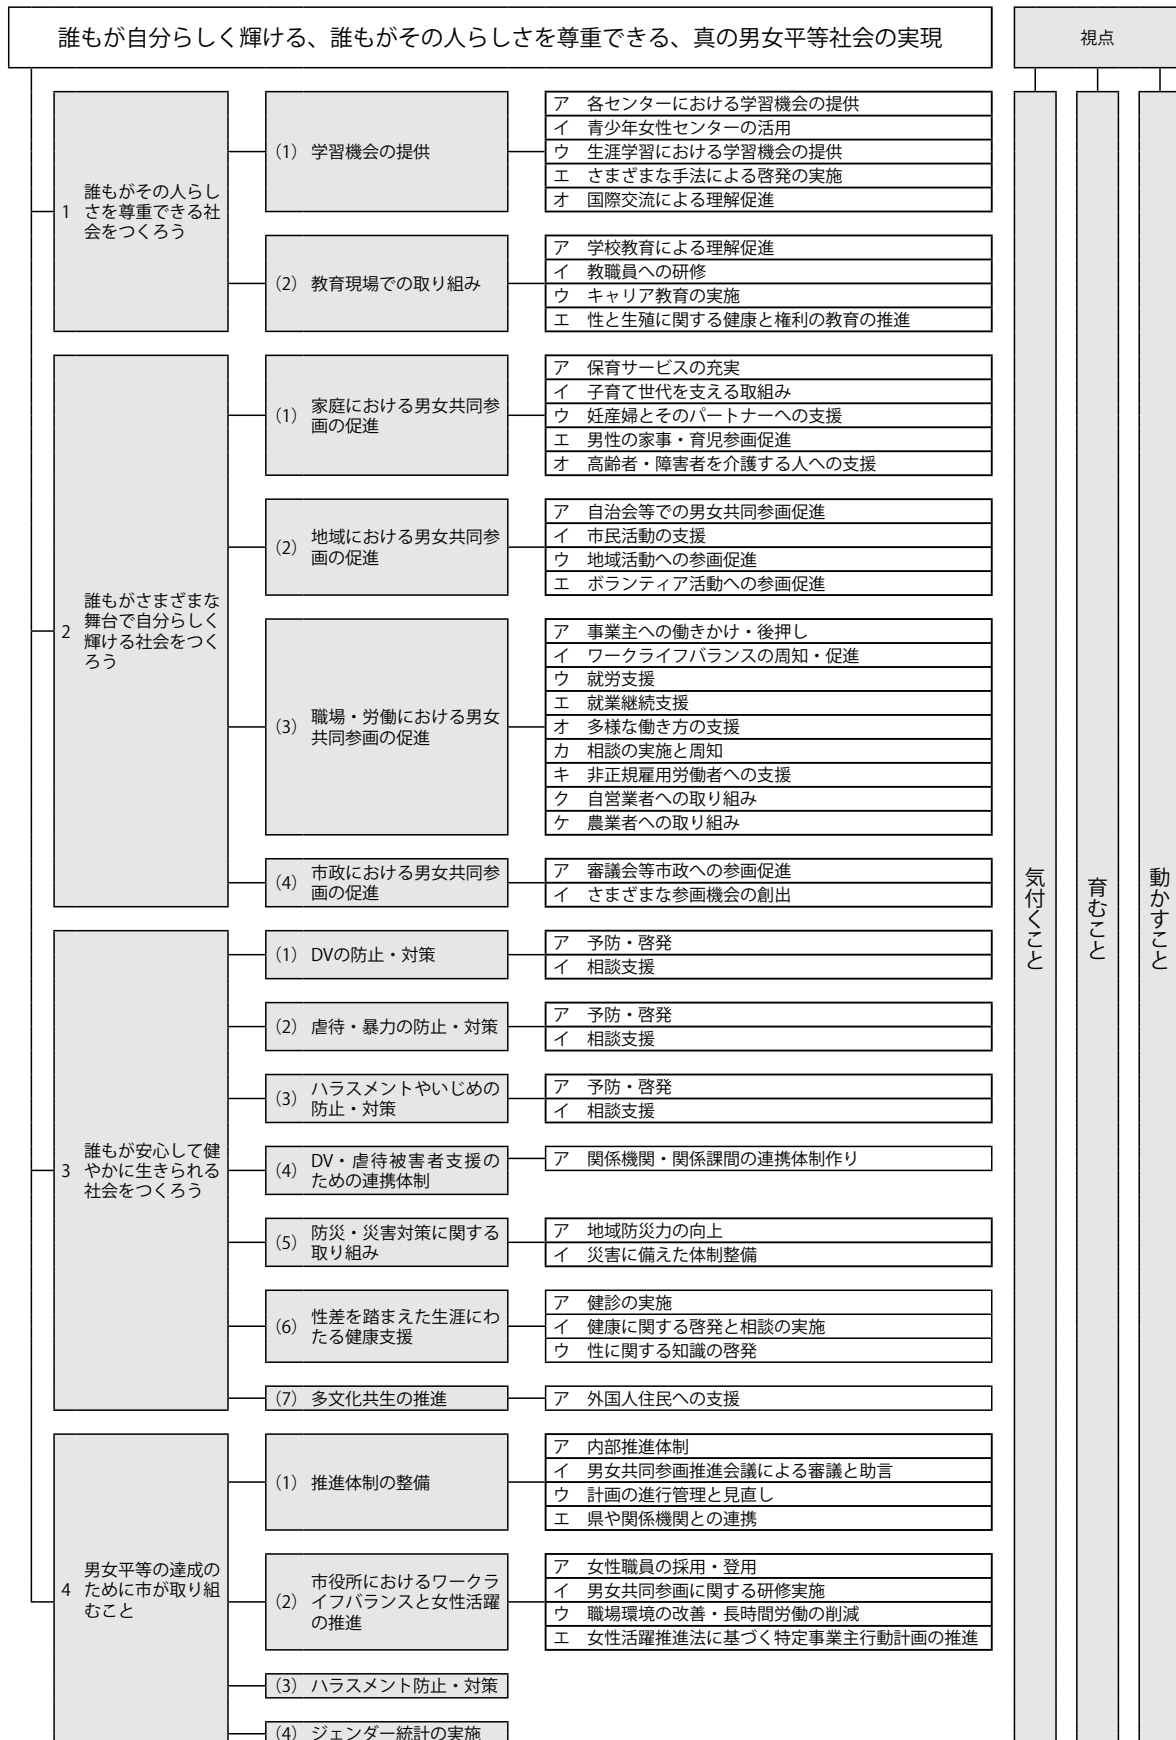 誰もが自分らしく輝ける、誰もがその人らしさを尊重できる、真の男女平等社会の実現
視点
1
誰もがその人らし
さを尊重できる社
会をつくろう
(1) 学習機会の提供
ア 各センターにおける学習機会の提供
イ 青少年女性センターの活用
ウ 生涯学習における学習機会の提供
エ さまざまな手法による啓発の実施
オ 国際交流による理解促進
(2) 教育現場での取り組み
ア 学校教育による理解促進
イ 教職員への研修
ウ キャリア教育の実施
エ 性と生殖に関する健康と権利の教育の推進
2
誰もがさまざまな
舞台で自分らしく
輝ける社会をつく
ろう
(1) 家庭における男女共同参
画の促進
ア 保育サービスの充実
イ 子育て世代を支える取組み
ウ 妊産婦とそのパートナーへの支援
エ 男性の家事・育児参画促進
オ 高齢者・障害者を介護する人への支援
(2) 地域における男女共同参
画の促進
ア 自治会等での男女共同参画促進
イ 市民活動の支援
ウ 地域活動への参画促進
エ ボランティア活動への参画促進
(3) 職場・労働における男女
共同参画の促進
ア 事業主への働きかけ・後押し
イ ワークライフバランスの周知・促進
ウ 就労支援
エ 就業継続支援
オ 多様な働き方の支援
カ 相談の実施と周知
キ 非正規雇用労働者への支援
ク 自営業者への取り組み
ケ 農業者への取り組み
(4) 市政における男女共同参
画の促進
ア 審議会等市政への参画促進
イ さまざまな参画機会の創出
3
誰もが安心して健
やかに生きられる
社会をつくろう
(1) DVの防止・対策
ア 予防・啓発
イ 相談支援
(2) 虐待・暴力の防止・対策
ア 予防・啓発
イ 相談支援
(3) ハラスメントやいじめの
防止・対策
ア 予防・啓発
イ 相談支援
(4) DV・虐待被害者支援の
ための連携体制
ア 関係機関・関係課間の連携体制作り
(5) 防災・災害対策に関する
取り組み
ア 地域防災力の向上
イ 災害に備えた体制整備
(6) 性差を踏まえた生涯にわ
たる健康支援
ア 健診の実施
イ 健康に関する啓発と相談の実施
ウ 性に関する知識の啓発
(7) 多文化共生の推進
ア 外国人住民への支援
4
男女平等の達成の
ために市が取り組
むこと
(1) 推進体制の整備
ア 内部推進体制
イ 男女共同参画推進会議による審議と助言
ウ 計画の進行管理と見直し
エ 県や関係機関との連携
(2) 市役所におけるワークラ
イフバランスと女性活躍
の推進
ア 女性職員の採用・登用
イ 男女共同参画に関する研修実施
ウ 職場環境の改善・長時間労働の削減
エ 女性活躍推進法に基づく特定事業主行動計画の推進
(3) ハラスメント防止・対策
(4) ジェンダー統計の実施
気付くこと
育むこと
動かすこと